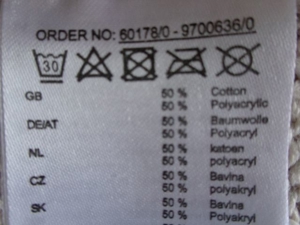 ORDER NO: 60178/0 - 9700636/0
30
GB 50 % Cotton
50 % Polyacrylic
DE/AT 50 % Baumwolle
50 % Polyacryl
NL 50 % katoen
50 % polyacryl
CZ 50 % Bavlna
50 % polyakryl
SK 50 % Bavlna
50 % Polyakryl